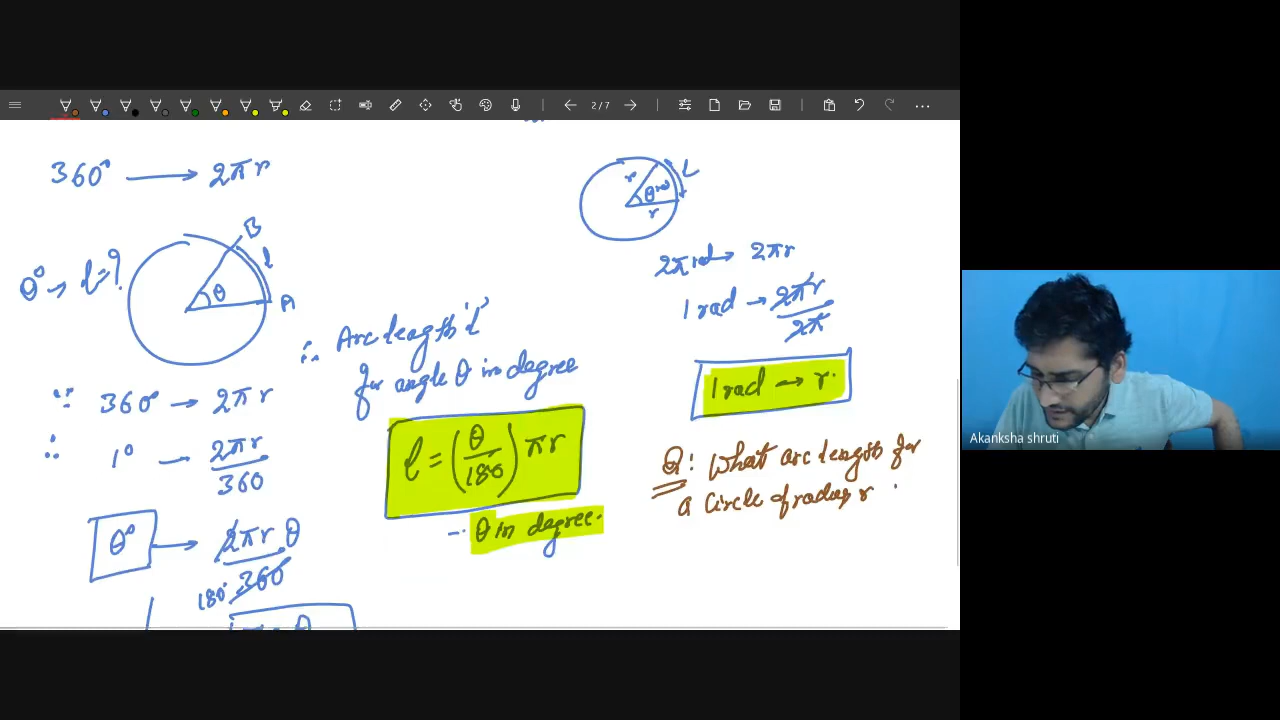 2/7
360° → 2πr
B
l
θ
A
θ° → l=?
∵ 360° → 2πr
∴ 1° — 2πr/360
θ° → 2πr θ/360
180°
∴ Arc length 'l'
for angle θ in degree
l = (θ/180) πr
θ in degree.
r
θ rad
r
L
2π rad → 2πr
1 rad → 2πr/2π
1 rad → r.
Q: What arc length for
a Circle of radius r
Akanksha shruti